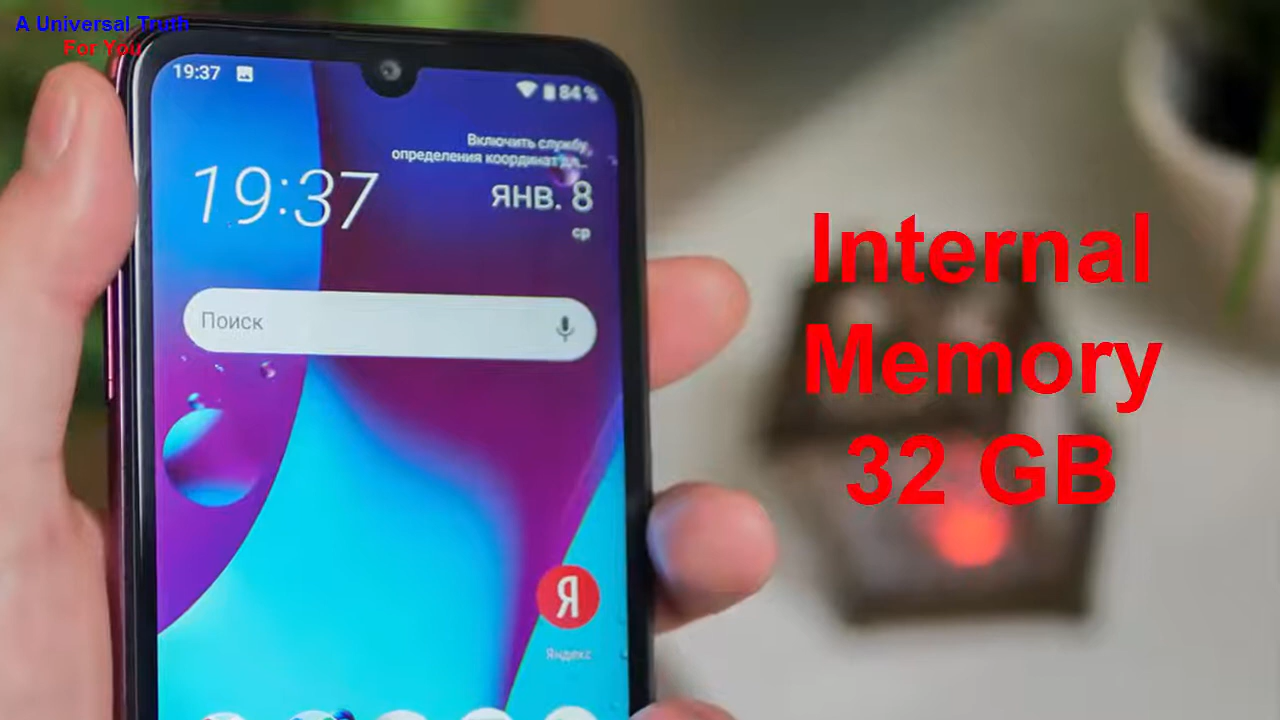 A Universal Truth
For You
19:37
84 %
Включить службу
определения координат дл...
19:37
янв. 8
ср
Поиск
Я
Яндекс
Internal
Memory
32 GB